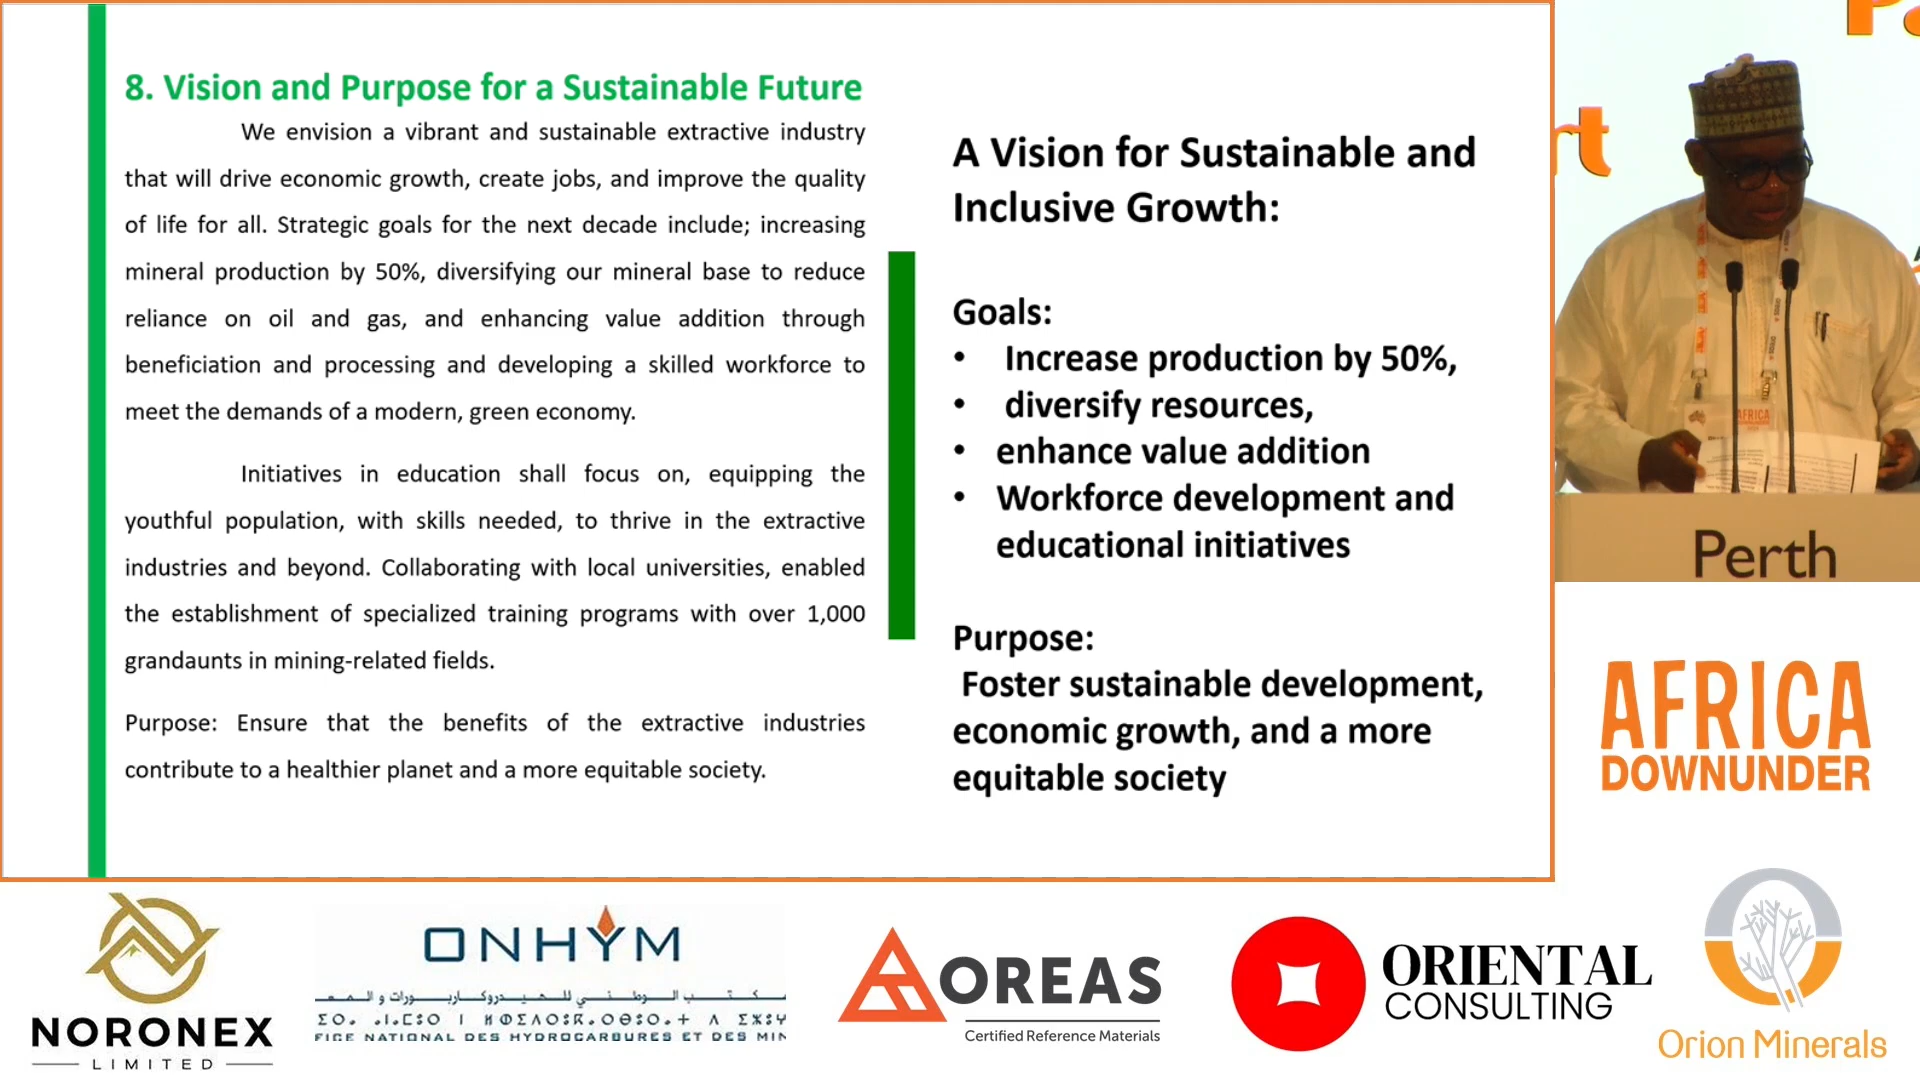 8. Vision and Purpose for a Sustainable Future
We envision a vibrant and sustainable extractive industry
that will drive economic growth, create jobs, and improve the quality
of life for all. Strategic goals for the next decade include; increasing
mineral production by 50%, diversifying our mineral base to reduce
reliance on oil and gas, and enhancing value addition through
beneficiation and processing and developing a skilled workforce to
meet the demands of a modern, green economy.
Initiatives in education shall focus on, equipping the
youthful population, with skills needed, to thrive in the extractive
industries and beyond. Collaborating with local universities, enabled
the establishment of specialized training programs with over 1,000
grandaunts in mining-related fields.
Purpose: Ensure that the benefits of the extractive industries
contribute to a healthier planet and a more equitable society.
A Vision for Sustainable and
Inclusive Growth:
Goals:
• Increase production by 50%,
• diversify resources,
• enhance value addition
• Workforce development and
educational initiatives
Purpose:
Foster sustainable development,
economic growth, and a more
equitable society
rt
AFRICA
DOWNUNDER
Perth
AFRICA
DOWNUNDER
NORONEX
LIMITED
ONHYM
FICE NATIONAL DES HYDROCARBURES ET DES MIN
OREAS
Certified Reference Materials
ORIENTAL
CONSULTING
Orion Minerals